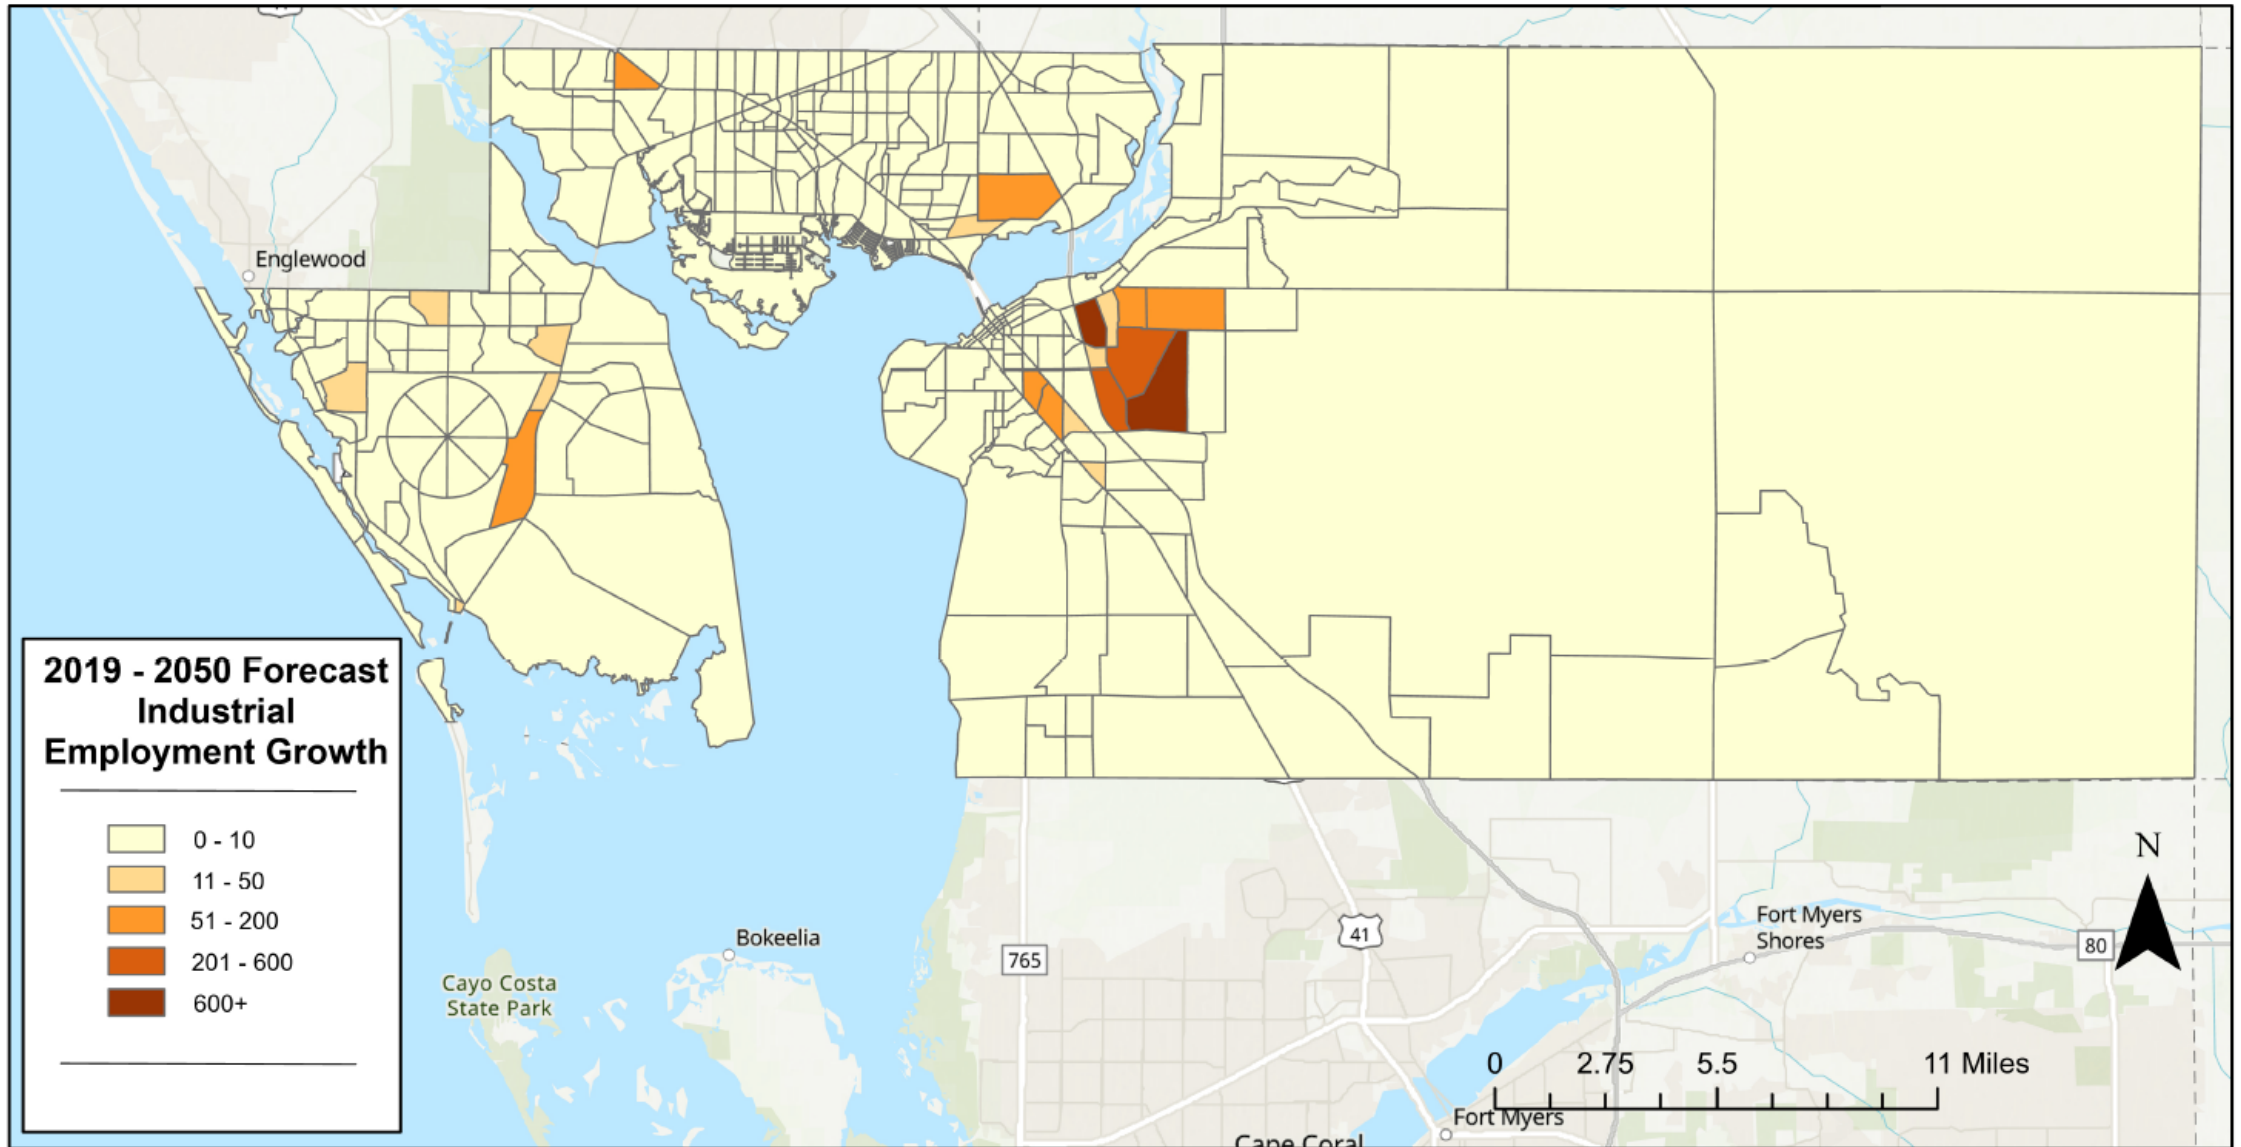 Englewood
2019 - 2050 Forecast
Industrial
Employment Growth
0 - 10
11 - 50
51 - 200
201 - 600
600+
Bokeelia
Cayo Costa
State Park
765
41
Fort Myers
Shores
80
N
0 2.75 5.5 11 Miles
Fort Myers
Cape Coral